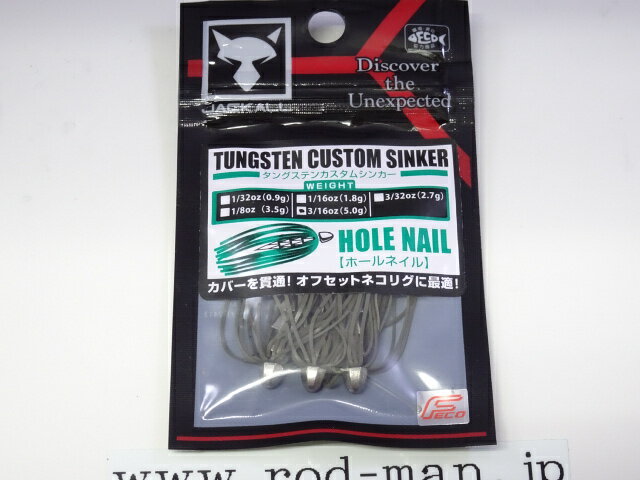 JACKALL
ECO
Discover
the
Unexpected
TUNGSTEN CUSTOM SINKER
タングステンカスタムシンカー
WEIGHT
1/32oz(0.9g) 1/16oz(1.8g) 3/32oz(2.7g)
1/8oz(3.5g) 3/16oz(5.0g)
HOLE NAIL
【ホールネイル】
カバーを貫通!オフセットネコリグに最適!
FECO
www.rod-man.jp